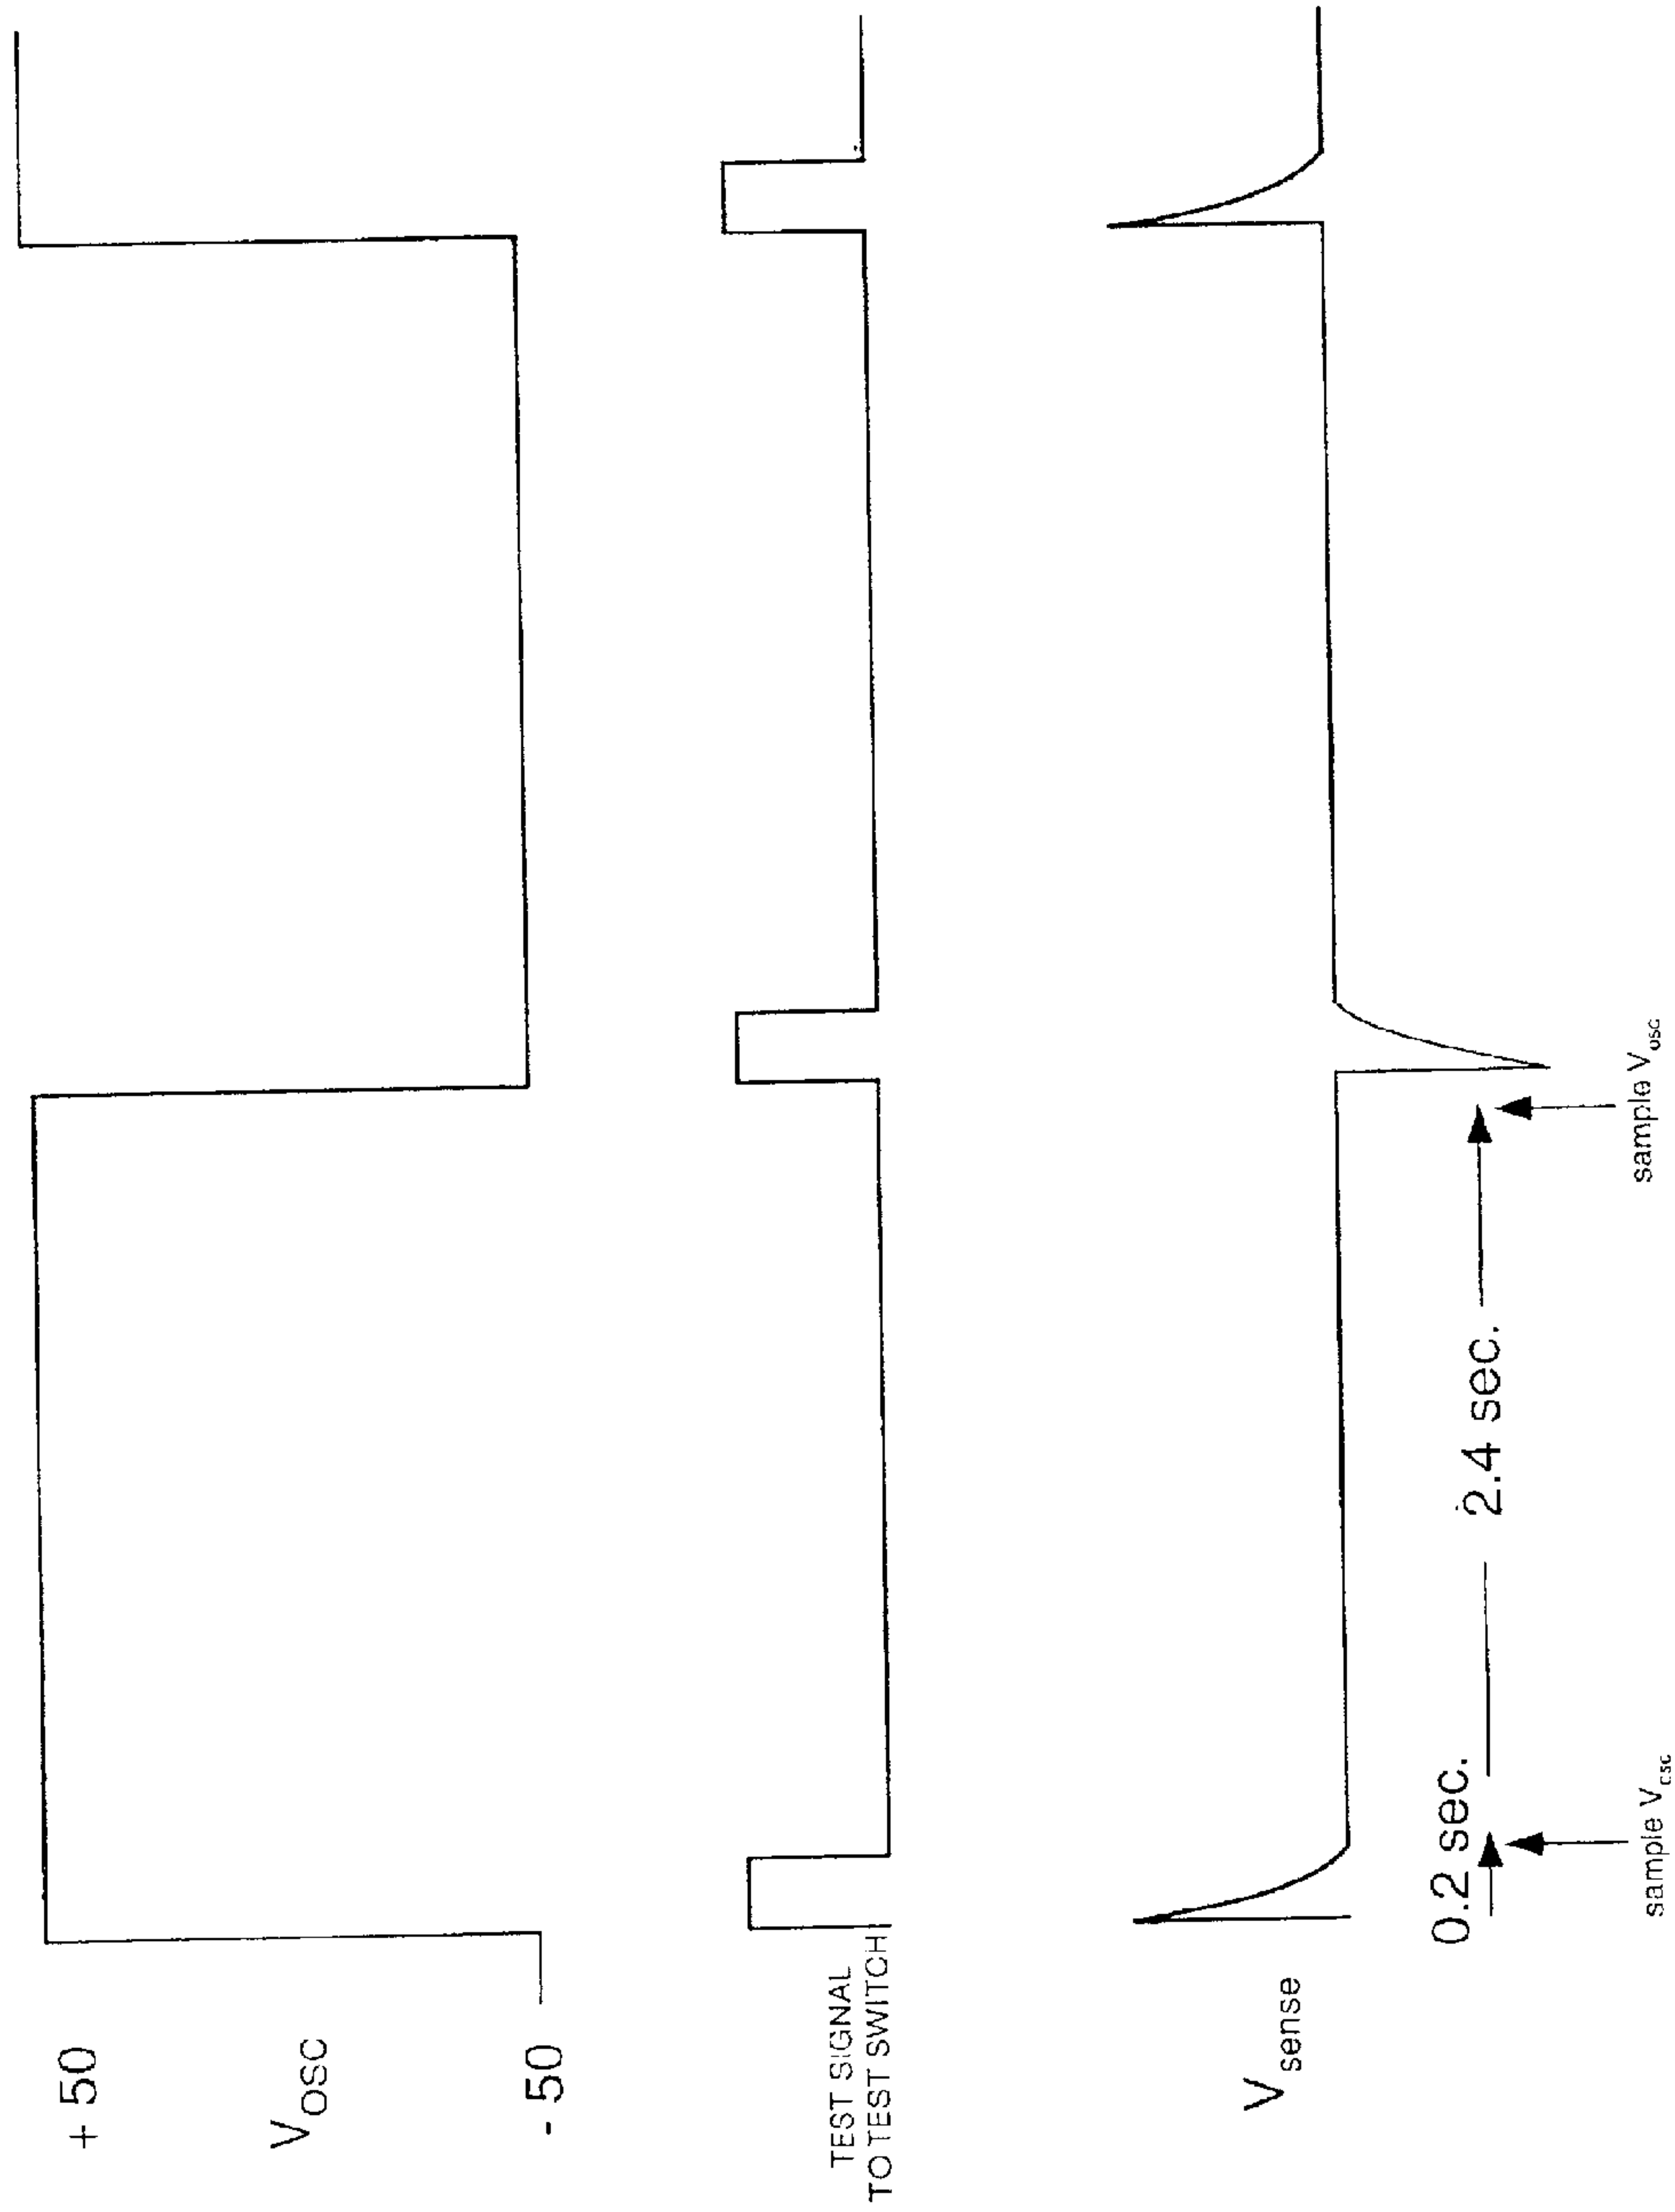 + 50
VOSC
- 50
TEST SIGNAL
TO TEST SWITCH
Vsense
0.2 sec.
2.4 sec.
sample Vosc
sample Vosc